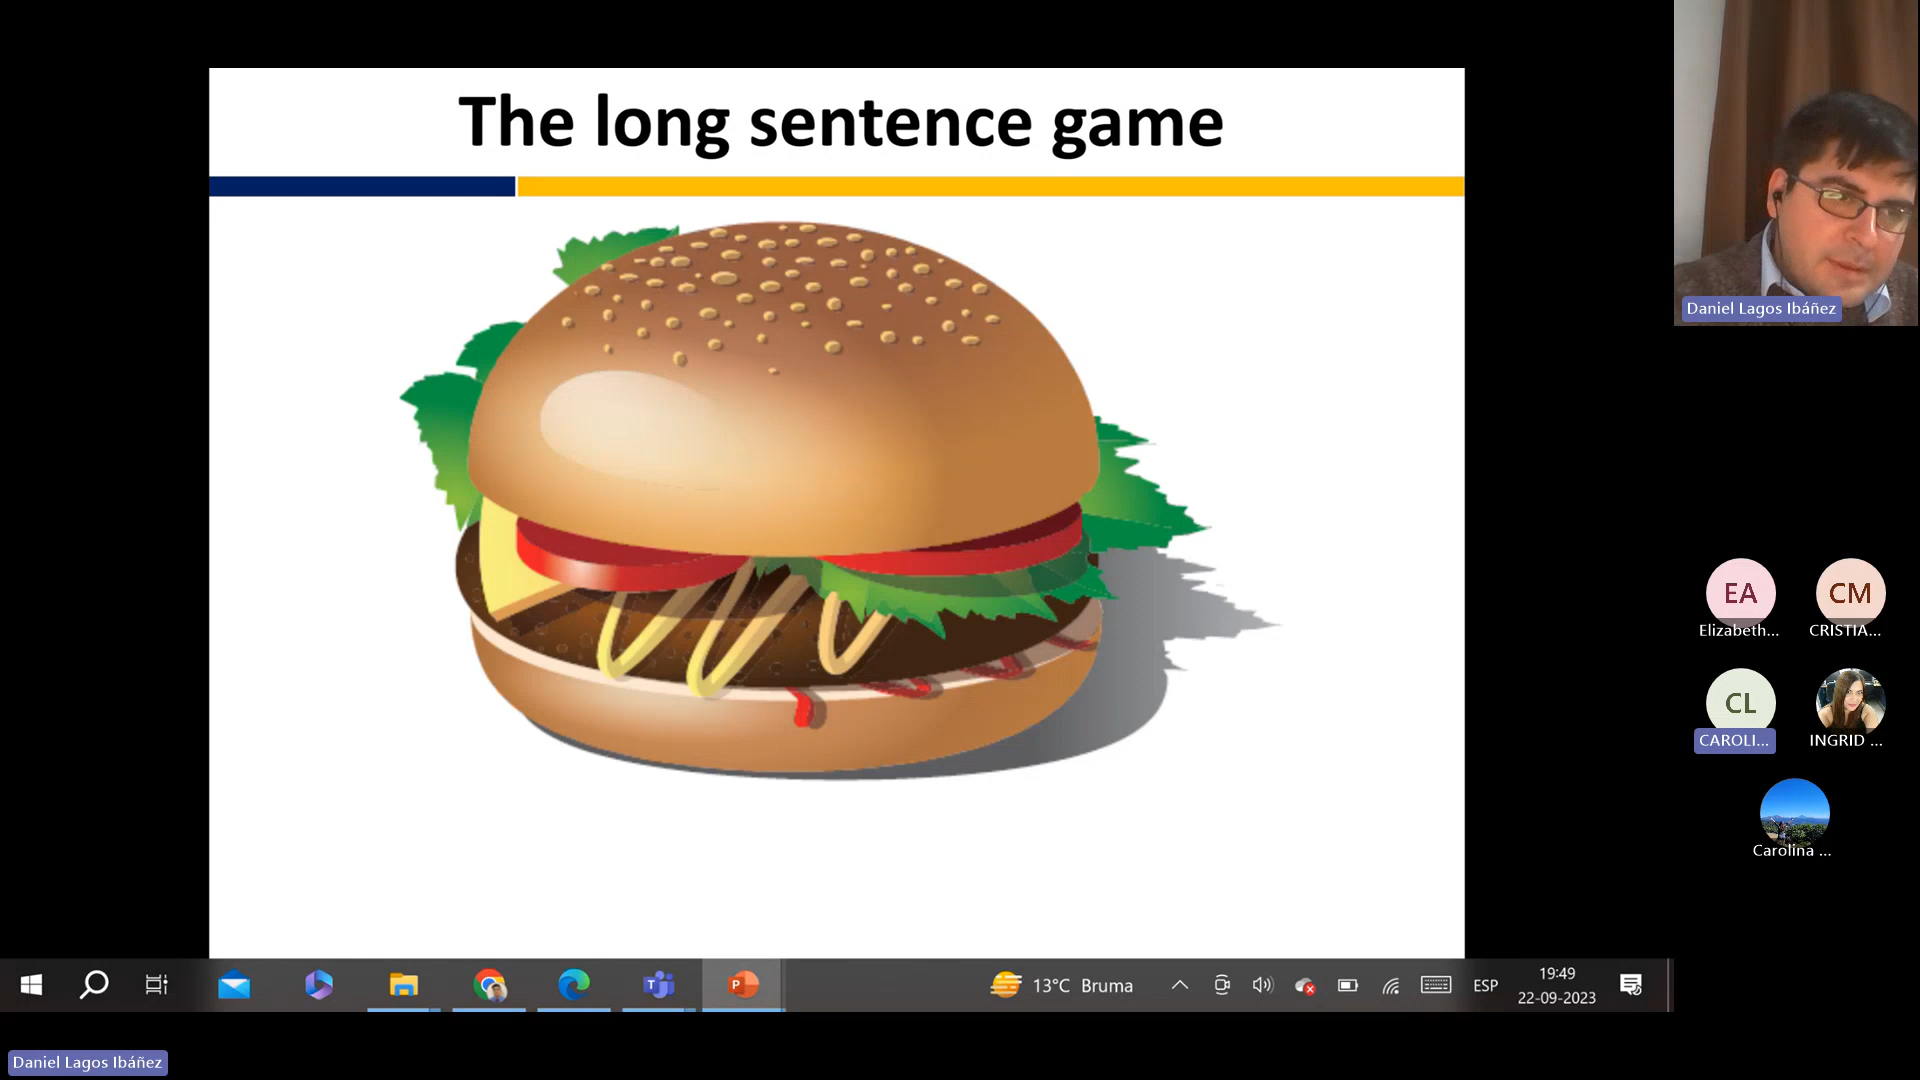 The long sentence game
Daniel Lagos Ibáñez
EA
CM
Elizabeth...
CRISTIA...
CL
CAROLI...
INGRID ...
Carolina ...
13°C Bruma
ESP
19:49
22-09-2023
Daniel Lagos Ibáñez